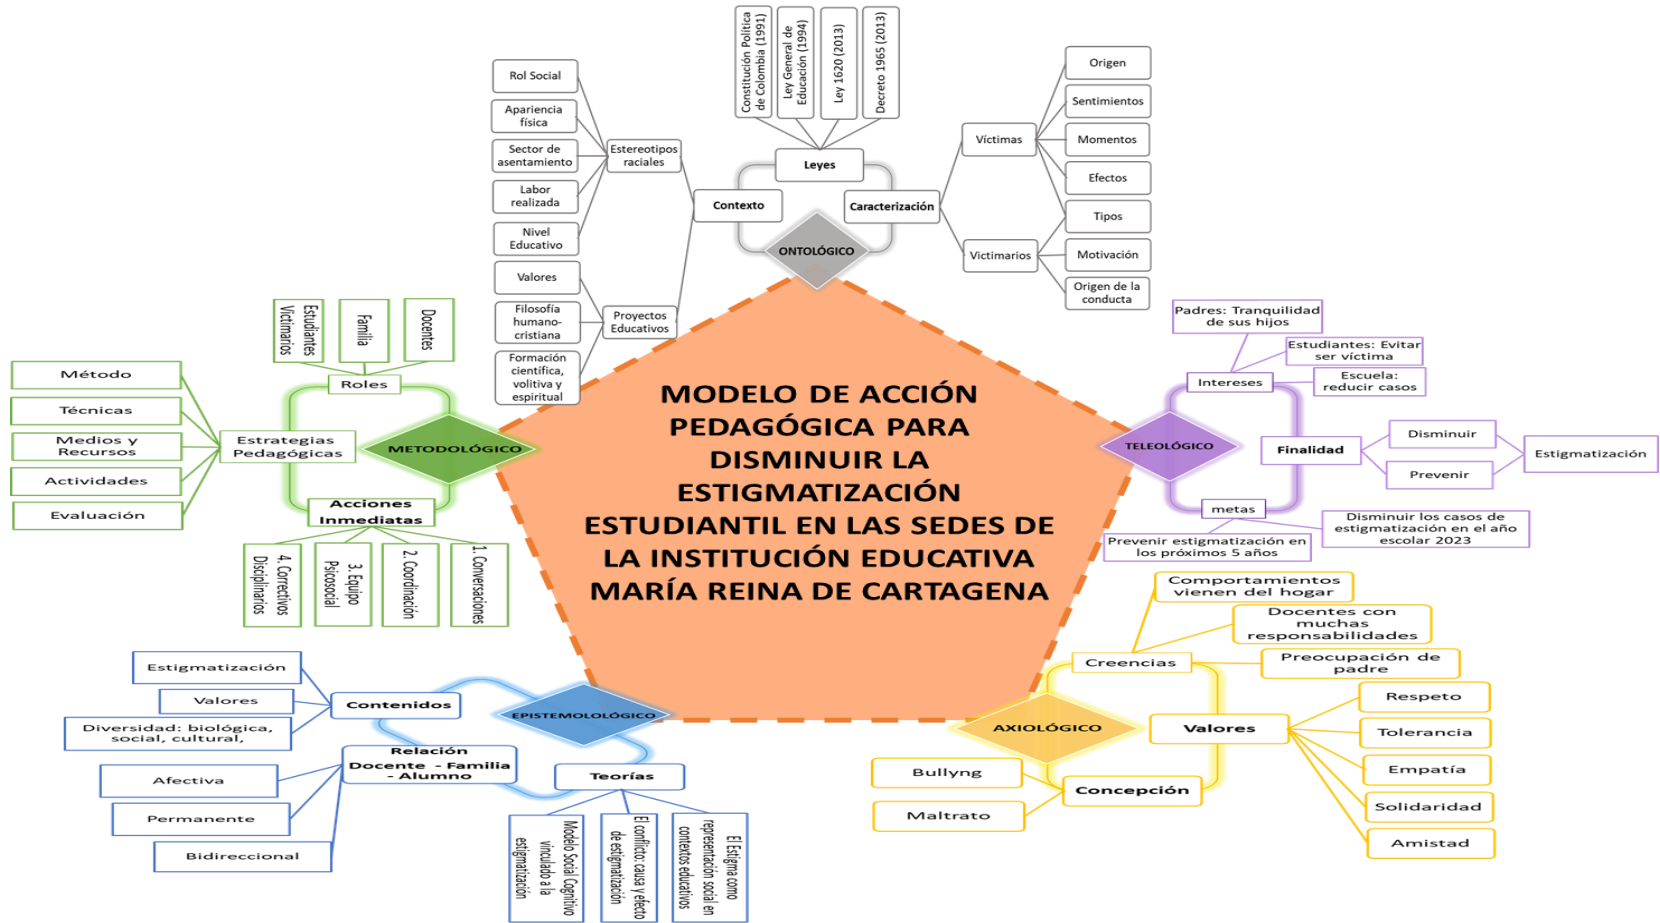 Constitución Política
de Colombia (1991)
Ley General de
Educación (1994)
Ley 1620 (2013)
Decreto 1965 (2013)
Leyes
Rol Social
Apariencia
física
Sector de
asentamiento
Labor
realizada
Nivel
Educativo
Estereotipos
raciales
Contexto
Valores
Filosofía
humano-
cristiana
Formación
científica,
volitiva y
espiritual
Proyectos
Educativos
Caracterización
Víctimas
Victimarios
Origen
Sentimientos
Momentos
Efectos
Tipos
Motivación
Origen de la
conducta
ONTOLÓGICO
MODELO DE ACCIÓN
PEDAGÓGICA PARA
DISMINUIR LA
ESTIGMATIZACIÓN
ESTUDIANTIL EN LAS SEDES DE
LA INSTITUCIÓN EDUCATIVA
MARÍA REINA DE CARTAGENA
Estudiantes
Victimarios
Familia
Docentes
Roles
Método
Técnicas
Medios y
Recursos
Actividades
Evaluación
Estrategias
Pedagógicas
METODOLÓGICO
Acciones
Inmediatas
4. Correctivos
Disciplinarios
3. Equipo
Psicosocial
2. Coordinación
1. Conversaciones
Padres: Tranquilidad
de sus hijos
Estudiantes: Evitar
ser víctima
Escuela:
reducir casos
Intereses
TELEOLÓGICO
Finalidad
Disminuir
Prevenir
Estigmatización
metas
Disminuir los casos de
estigmatización en el año
escolar 2023
Prevenir estigmatización en
los próximos 5 años
Estigmatización
Valores
Diversidad: biológica,
social, cultural,
Contenidos
EPISTEMOLOLÓGICO
Relación
Docente - Familia
- Alumno
Afectiva
Permanente
Bidireccional
Teorías
Modelo Social Cognitivo
vinculado a la
estigmatización
El conflicto: causa y efecto
de estigmatización
El Estigma como
representación social en
contextos educativos
Comportamientos
vienen del hogar
Docentes con
muchas
responsabilidades
Preocupación de
padre
Creencias
AXIOLÓGICO
Valores
Respeto
Tolerancia
Empatía
Solidaridad
Amistad
Concepción
Bullyng
Maltrato